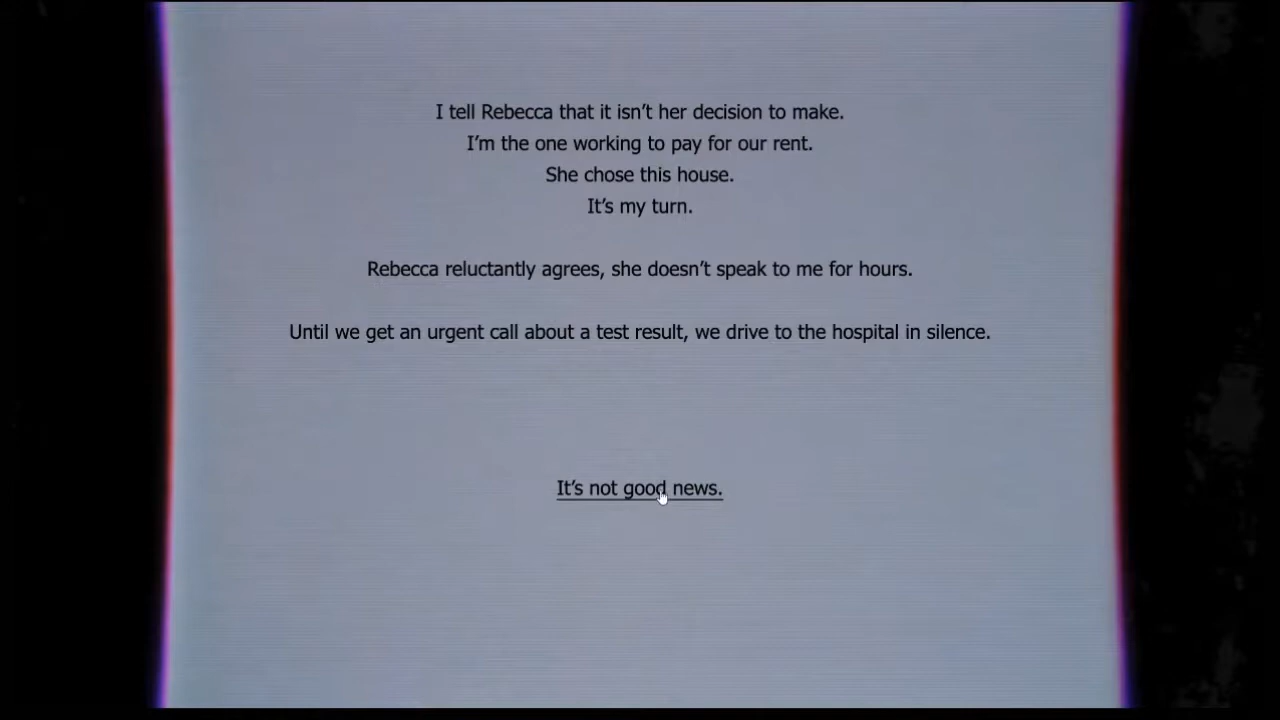 I tell Rebecca that it isn’t her decision to make.
I’m the one working to pay for our rent.
She chose this house.
It’s my turn.
Rebecca reluctantly agrees, she doesn’t speak to me for hours.
Until we get an urgent call about a test result, we drive to the hospital in silence.
It’s not good news.